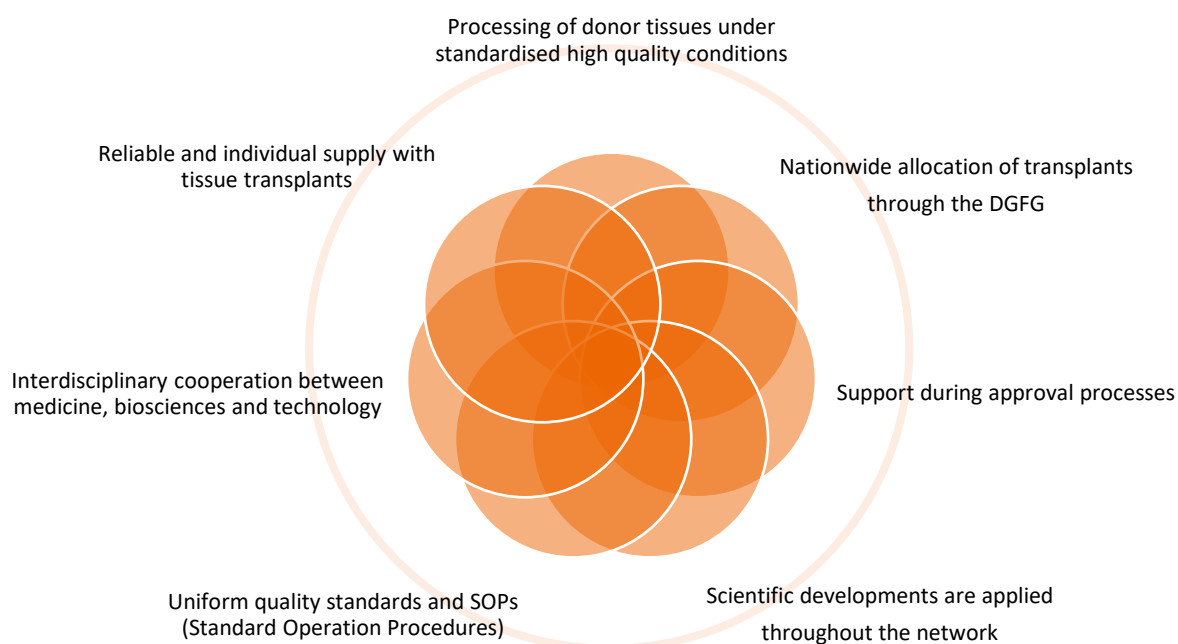 Processing of donor tissues under
standardised high quality conditions
Reliable and individual supply with
tissue transplants
Nationwide allocation of transplants
through the DGFG
Interdisciplinary cooperation between
medicine, biosciences and technology
Support during approval processes
Uniform quality standards and SOPs
(Standard Operation Procedures)
Scientific developments are applied
throughout the network